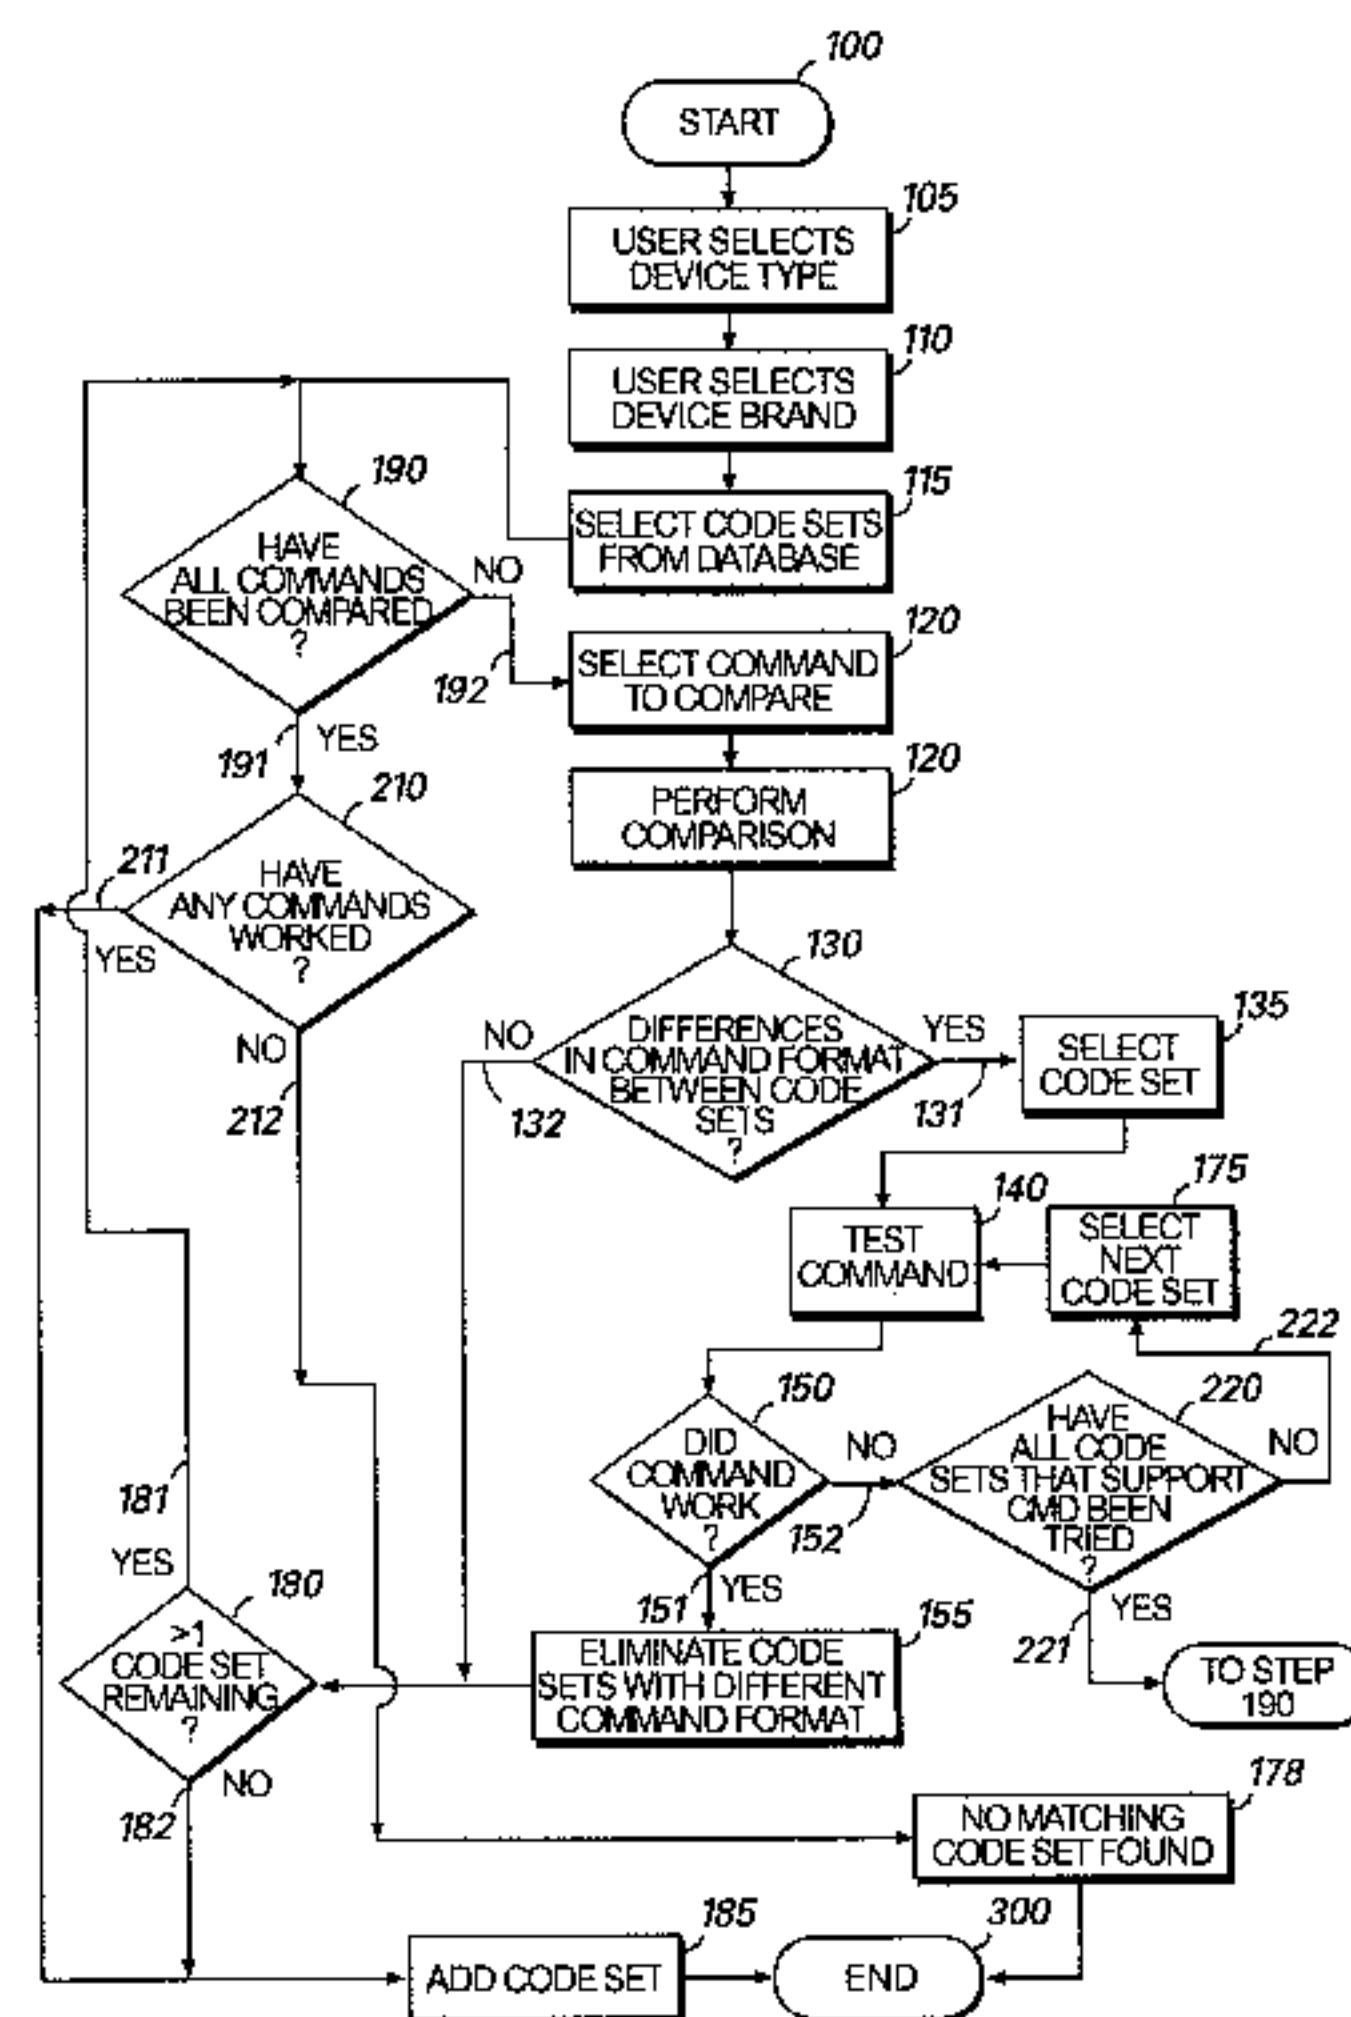 100
START
105
USER SELECTS
DEVICE TYPE
110
USER SELECTS
DEVICE BRAND
115
SELECT CODE SETS
FROM DATABASE
190
HAVE
ALL COMMANDS
BEEN COMPARED
?
NO
192
120
SELECT COMMAND
TO COMPARE
191
YES
120
PERFORM
COMPARISON
210
HAVE
ANY COMMANDS
WORKED
?
211
YES
NO
212
130
DIFFERENCES
IN COMMAND FORMAT
BETWEEN CODE
SETS
?
NO
132
YES
131
135
SELECT
CODE SET
140
TEST
COMMAND
175
SELECT
NEXT
CODE SET
222
150
DID
COMMAND
WORK
?
NO
152
220
HAVE
ALL CODE
SETS THAT SUPPORT
CMD BEEN
TRIED
?
NO
151
YES
221
YES
TO STEP
190
155
ELIMINATE CODE
SETS WITH DIFFERENT
COMMAND FORMAT
181
YES
180
>1
CODE SET
REMAINING
?
NO
182
178
NO MATCHING
CODE SET FOUND
185
ADD CODE SET
300
END